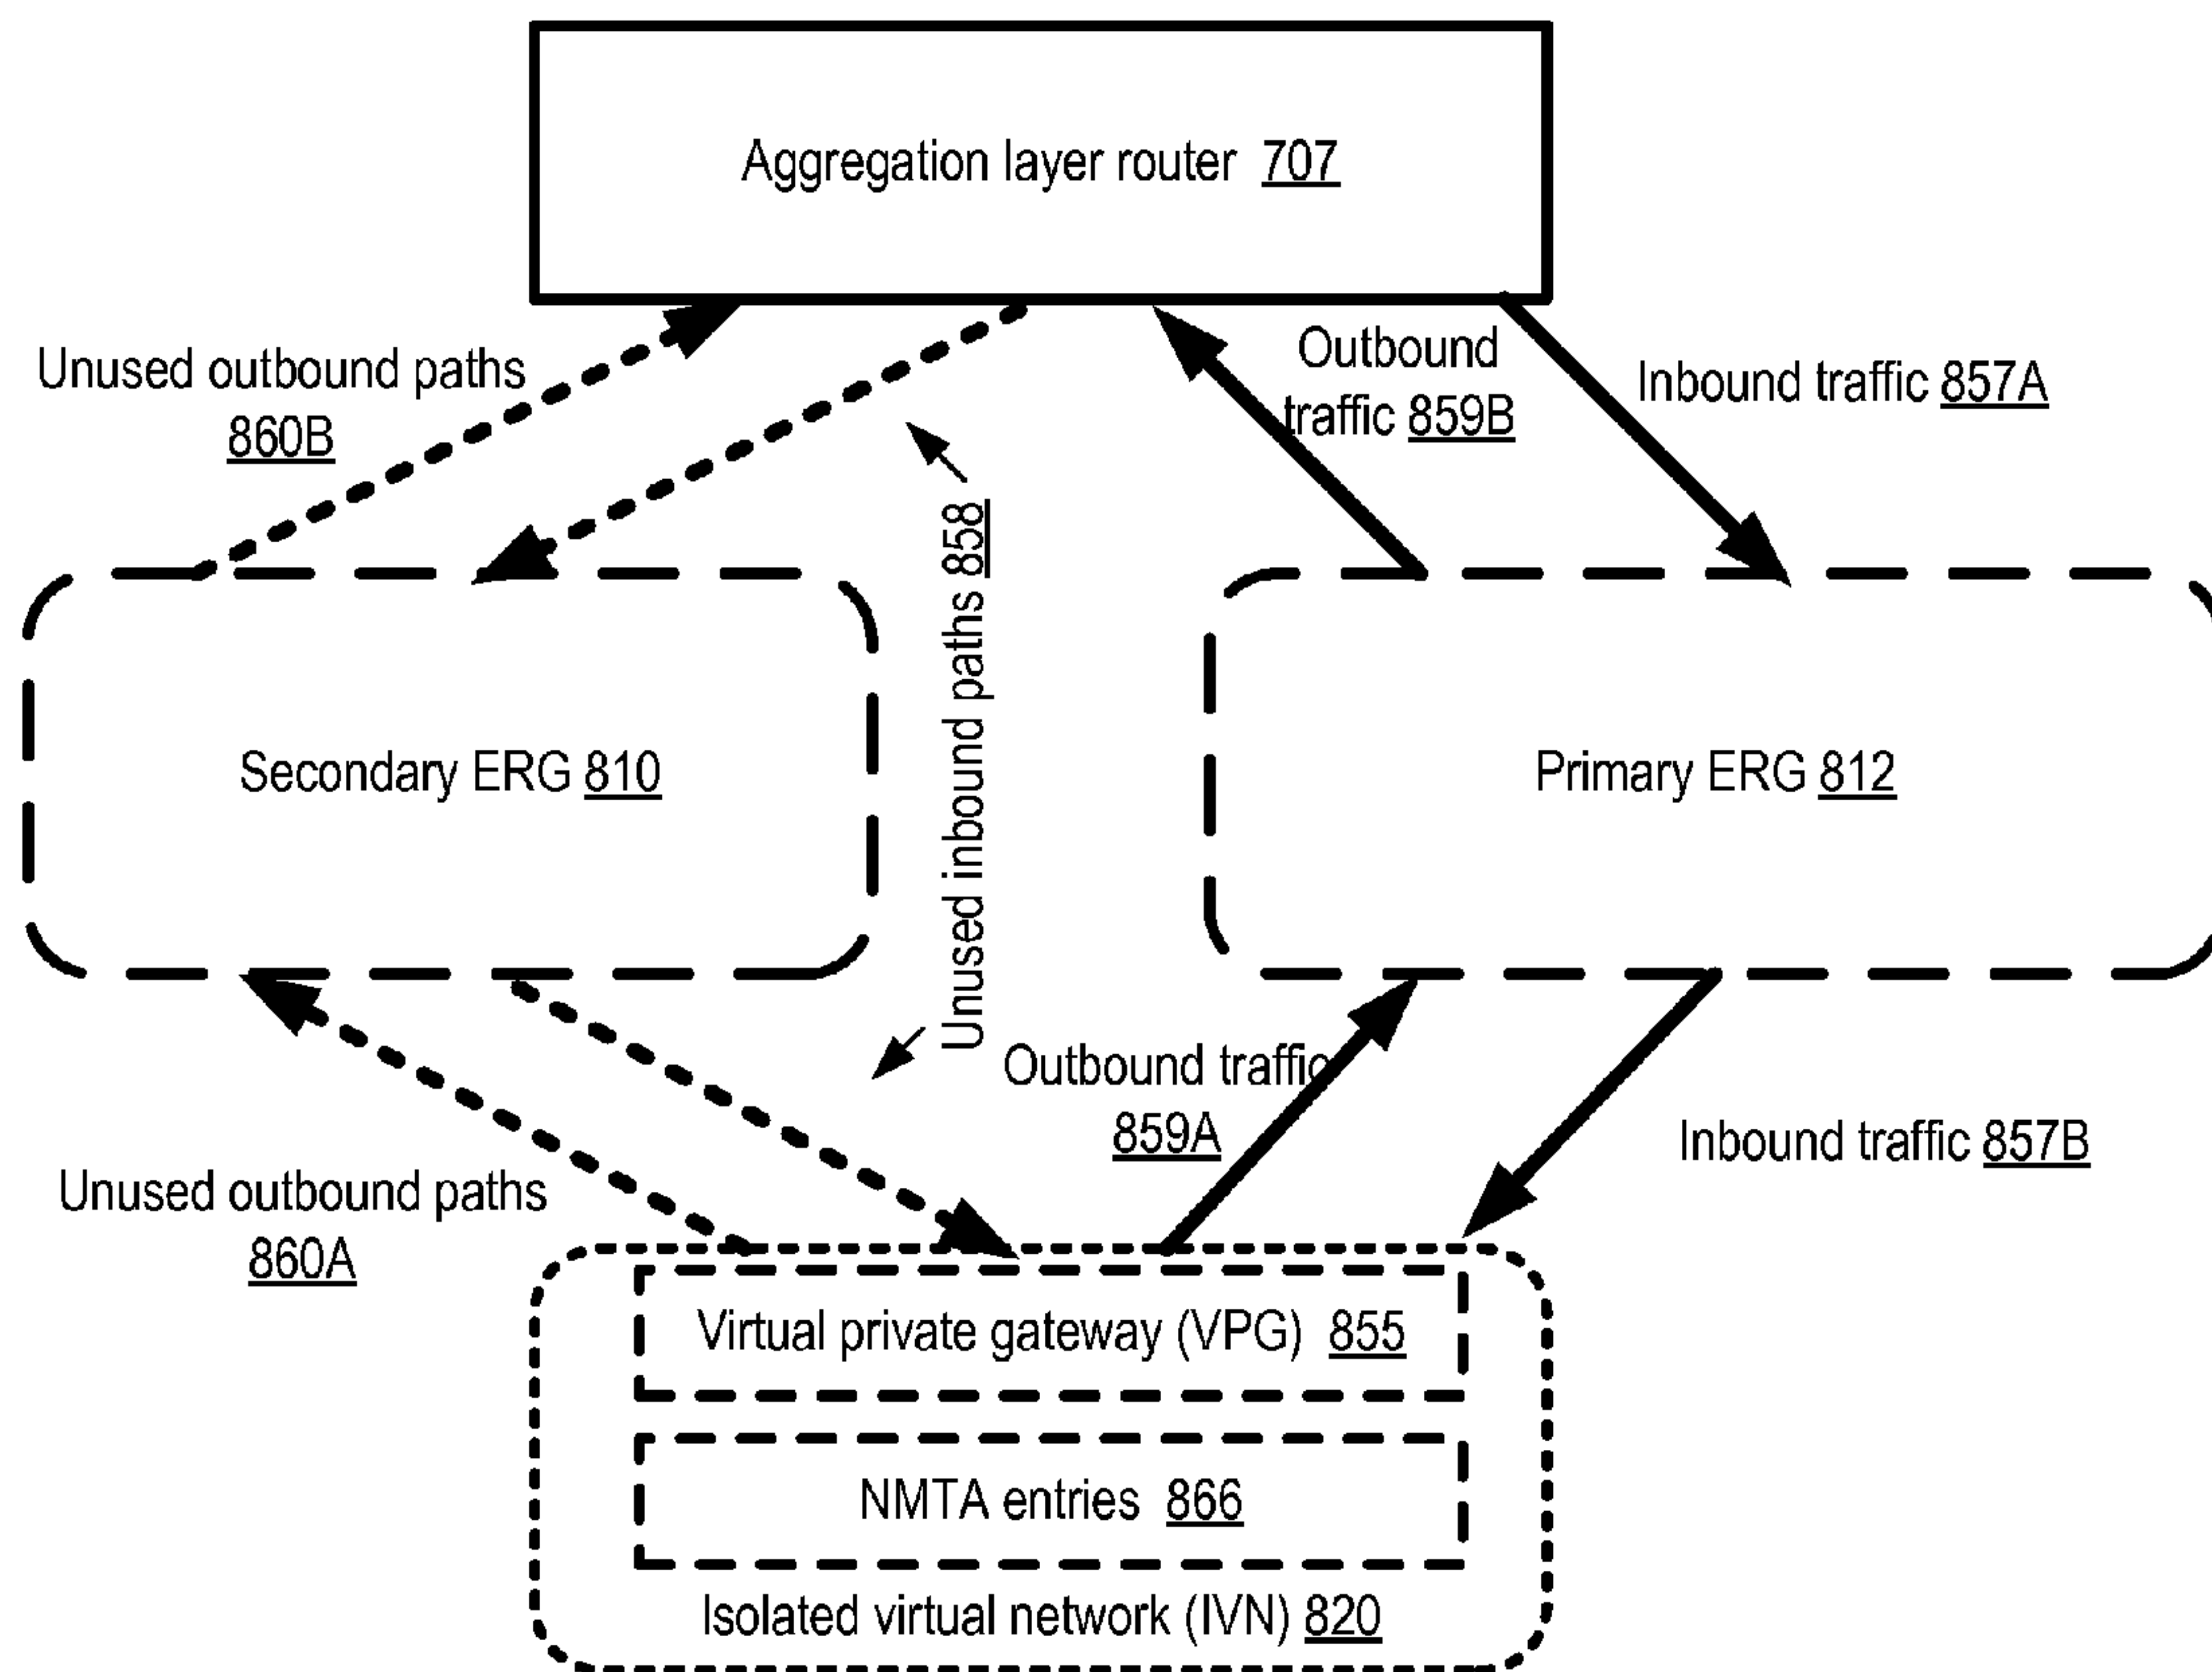 Aggregation layer router 707
Unused outbound paths
860B
Outbound
traffic 859B
Inbound traffic 857A
Unused inbound paths 858
Secondary ERG 810
Primary ERG 812
Outbound traffic
859A
Inbound traffic 857B
Unused outbound paths
860A
Virtual private gateway (VPG) 855
NMTA entries 866
Isolated virtual network (IVN) 820